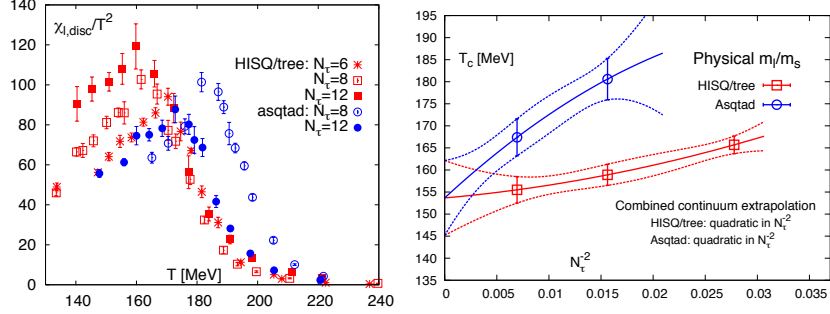 χl,disc/T²
140
120
100
80
60
40
20
0
HISQ/tree: Nτ=6
Nτ=8
Nτ=12
asqtad: Nτ=8
Nτ=12
T [MeV]
140 160 180 200 220 240
195
190
185
180
175
170
165
160
155
150
145
140
135
Tc [MeV]
Physical ml/ms
HISQ/tree
Asqtad
Combined continuum extrapolation
HISQ/tree: quadratic in Nτ⁻²
Asqtad: quadratic in Nτ⁻²
Nτ⁻²
0 0.005 0.01 0.015 0.02 0.025 0.03 0.035